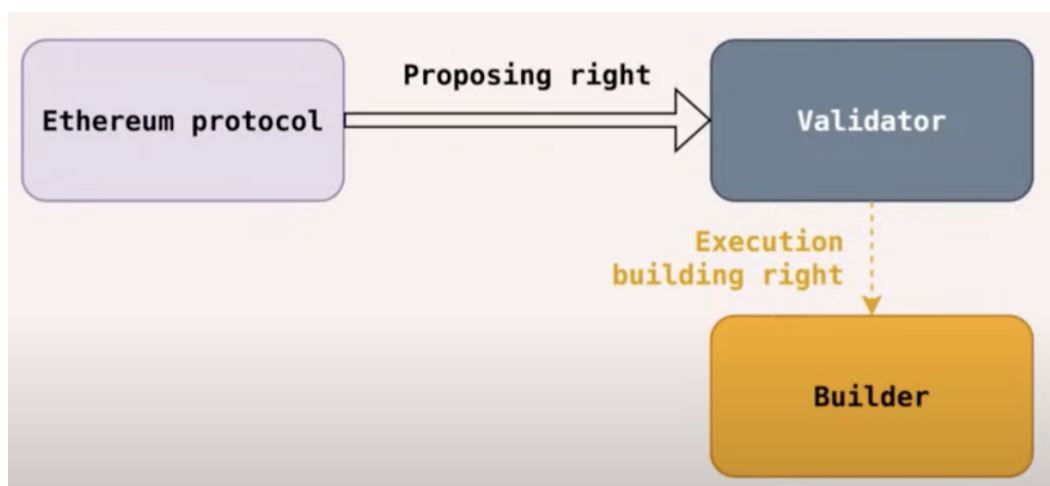 Proposing right
Ethereum protocol
Validator
Execution
building right
Builder